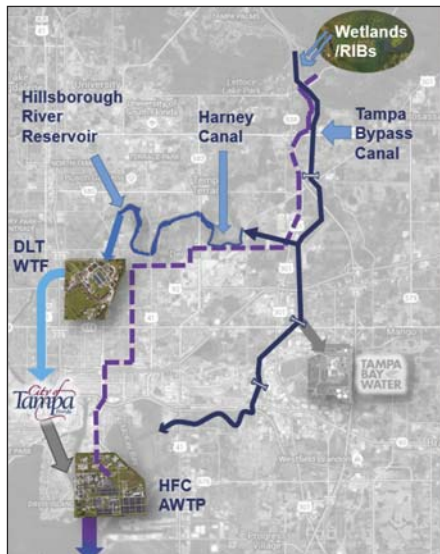 Wetlands
/RIBs
Hillsborough
River
Reservoir
Harney
Canal
Tampa
Bypass
Canal
DLT
WTF
TAMPA
BAY
WATER
City of
Tampa
HFC
AWTP